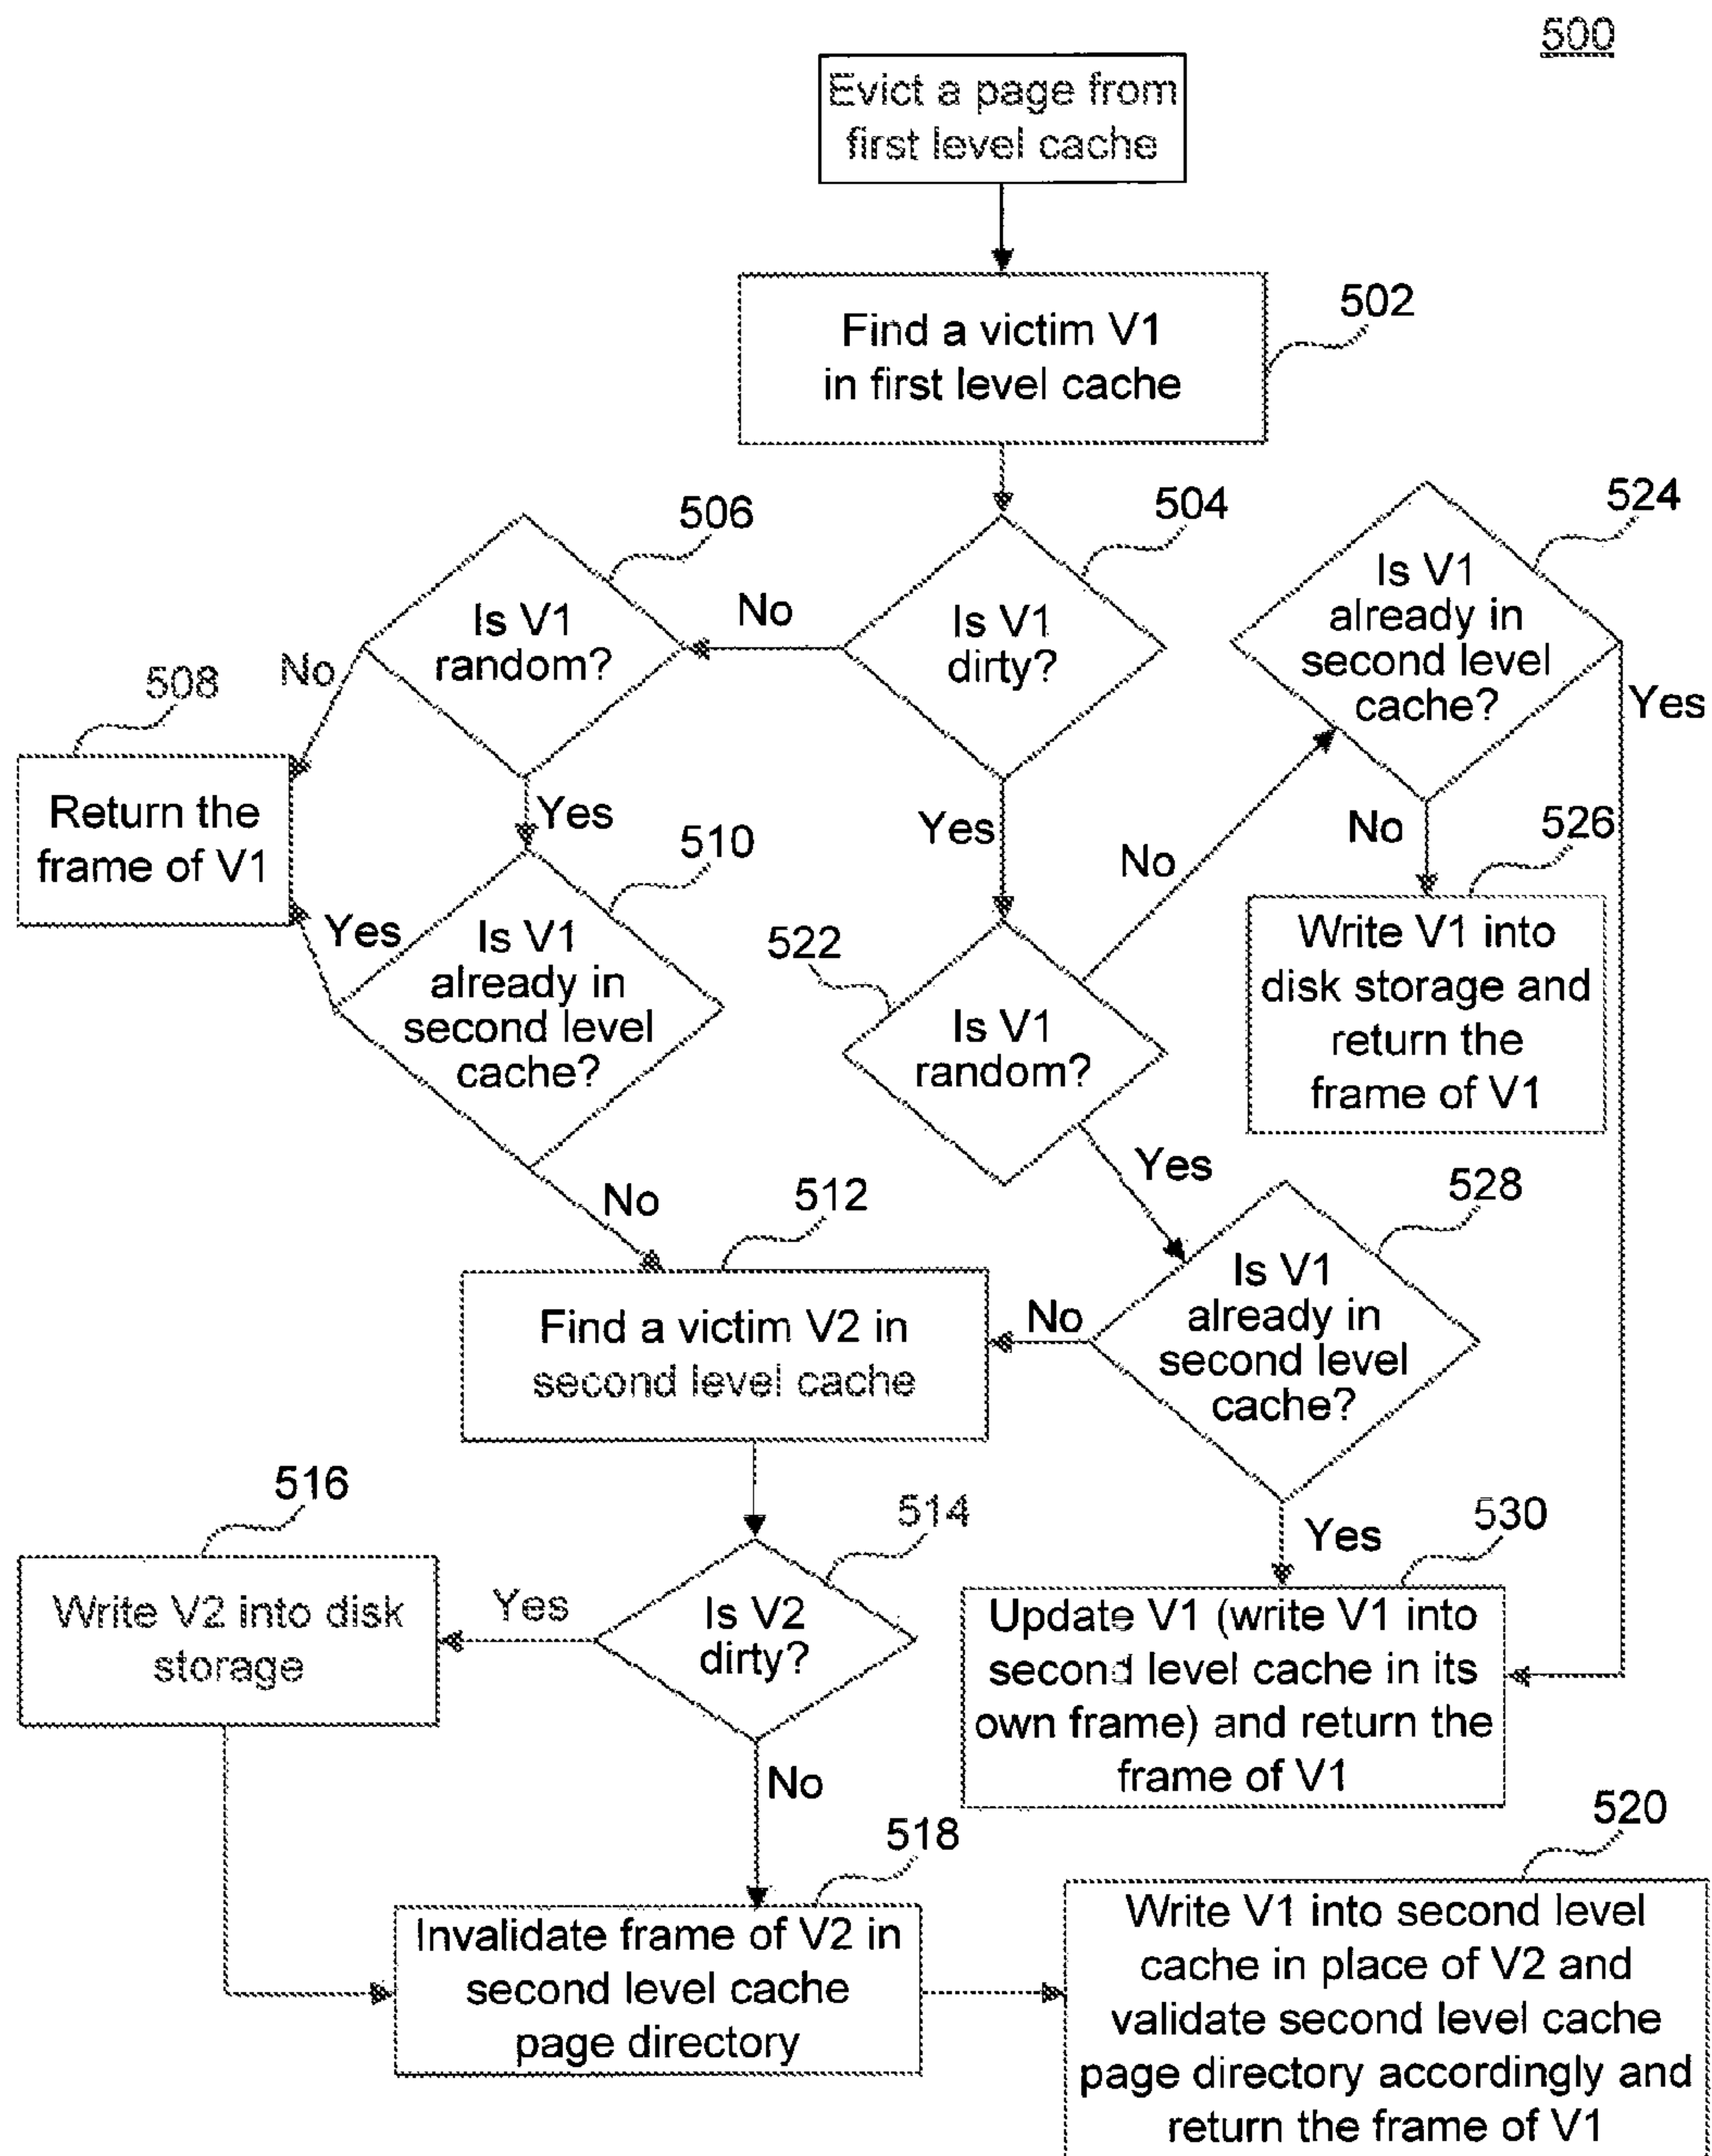 500
Evict a page from
first level cache
502
Find a victim V1
in first level cache
504
Is V1
dirty?
No
Yes
506
Is V1
random?
No
Yes
508
Return the
frame of V1
510
Is V1
already in
second level
cache?
Yes
No
522
Is V1
random?
No
Yes
524
Is V1
already in
second level
cache?
Yes
No
526
Write V1 into
disk storage and
return the
frame of V1
528
Is V1
already in
second level
cache?
No
Yes
512
Find a victim V2 in
second level cache
514
Is V2
dirty?
Yes
No
516
Write V2 into disk
storage
530
Update V1 (write V1 into
second level cache in its
own frame) and return the
frame of V1
518
Invalidate frame of V2 in
second level cache
page directory
520
Write V1 into second level
cache in place of V2 and
validate second level cache
page directory accordingly and
return the frame of V1